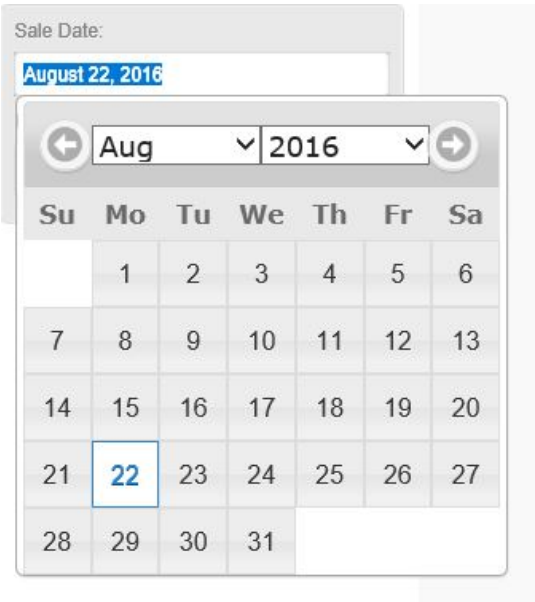 Sale Date:
August 22, 2016
Aug 2016
Su Mo Tu We Th Fr Sa
1 2 3 4 5 6
7 8 9 10 11 12 13
14 15 16 17 18 19 20
21 22 23 24 25 26 27
28 29 30 31